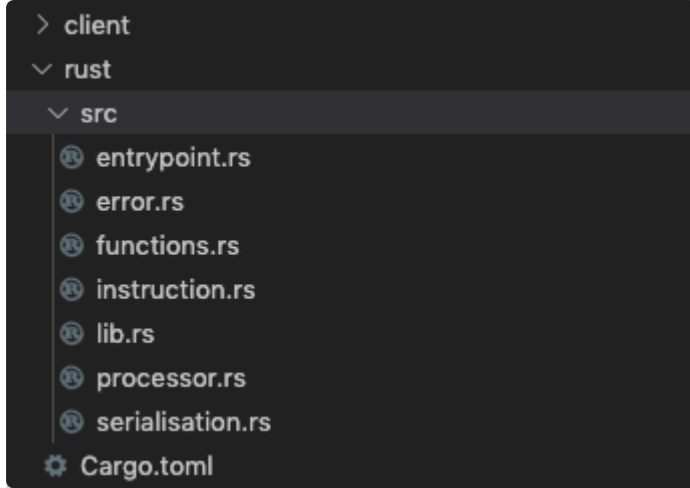 client
rust
src
entrypoint.rs
error.rs
functions.rs
instruction.rs
lib.rs
processor.rs
serialisation.rs
Cargo.toml